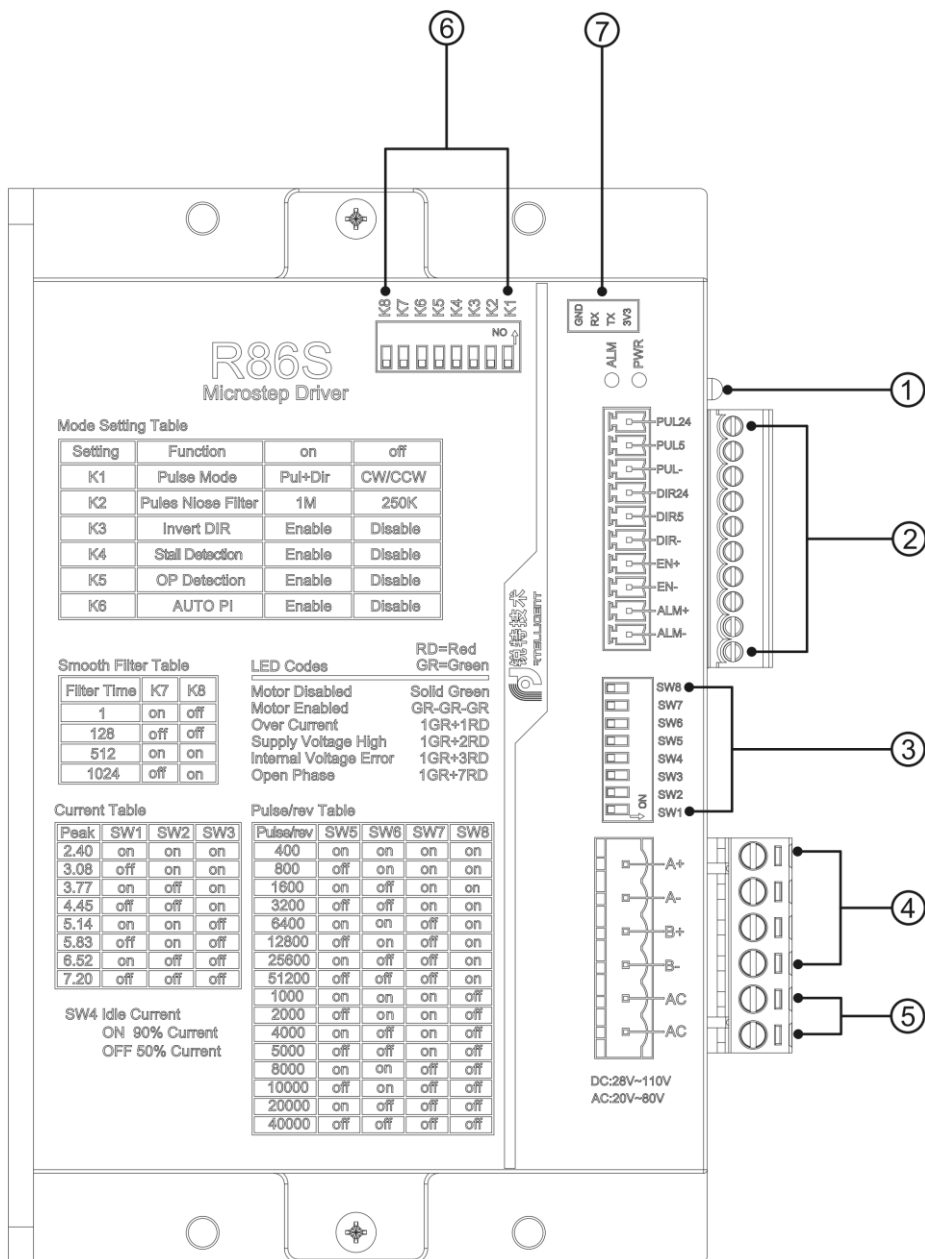 ⑥
⑦
K8 K7 K6 K5 K4 K3 K2 K1
ON
GND
RX
TX
3V3
ALM
PWR
①
R86S
Microstep Driver
Mode Setting Table
Setting Function on off
K1 Pulse Mode Pul+Dir CW/CCW
K2 Pules Niose Filter 1M 250K
K3 Invert DIR Enable Disable
K4 Stall Detection Enable Disable
K5 OP Detection Enable Disable
K6 AUTO PI Enable Disable
PUL24
PUL5
PUL-
DIR24
DIR5
DIR-
EN+
EN-
ALM+
ALM-
②
锐特技术
RTELLIGENT
Smooth Filter Table
Filter Time K7 K8
1 on off
128 off off
512 on on
1024 off on
RD=Red
LED Codes GR=Green
Motor Disabled Solid Green
Motor Enabled GR-GR-GR
Over Current 1GR+1RD
Supply Voltage High 1GR+2RD
Internal Voltage Error 1GR+3RD
Open Phase 1GR+7RD
SW8
SW7
SW6
SW5
SW4
SW3
SW2
SW1
ON
③
Current Table
Peak SW1 SW2 SW3
2.40 on on on
3.08 off on on
3.77 on off on
4.45 off off on
5.14 on on off
5.83 off on off
6.52 on off off
7.20 off off off
SW4 Idle Current
ON 90% Current
OFF 50% Current
Pulse/rev Table
Pulse/rev SW5 SW6 SW7 SW8
400 on on on on
800 off on on on
1600 on off on on
3200 off off on on
6400 on on off on
12800 off on off on
25600 on off off on
51200 off off off on
1000 on on on off
2000 off on on off
4000 on off on off
5000 off off on off
8000 on on off off
10000 off on off off
20000 on off off off
40000 off off off off
A+
A-
B+
B-
AC
AC
④
⑤
DC:28V~110V
AC:20V~80V